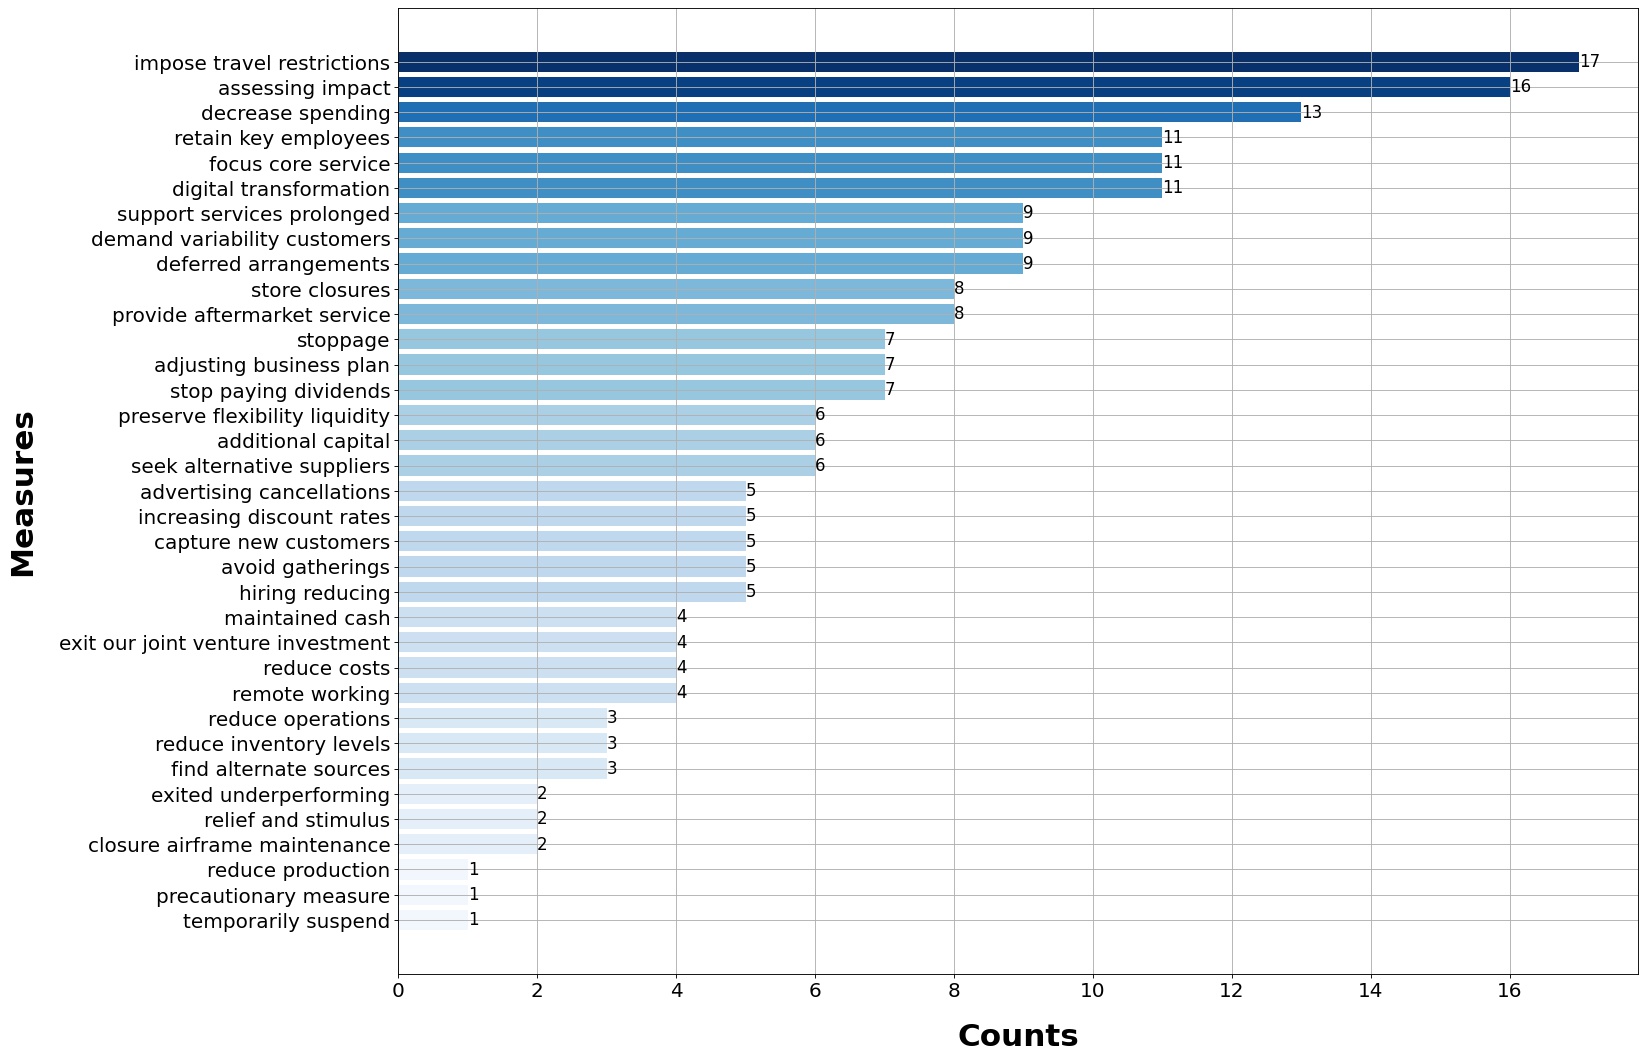 impose travel restrictions 17
assessing impact 16
decrease spending 13
retain key employees 11
focus core service 11
digital transformation 11
support services prolonged 9
demand variability customers 9
deferred arrangements 9
store closures 8
provide aftermarket service 8
stoppage 7
adjusting business plan 7
stop paying dividends 7
preserve flexibility liquidity 6
additional capital 6
seek alternative suppliers 6
advertising cancellations 5
increasing discount rates 5
capture new customers 5
avoid gatherings 5
hiring reducing 5
maintained cash 4
exit our joint venture investment 4
reduce costs 4
remote working 4
reduce operations 3
reduce inventory levels 3
find alternate sources 3
exited underperforming 2
relief and stimulus 2
closure airframe maintenance 2
reduce production 1
precautionary measure 1
temporarily suspend 1
Measures
0 2 4 6 8 10 12 14 16
Counts